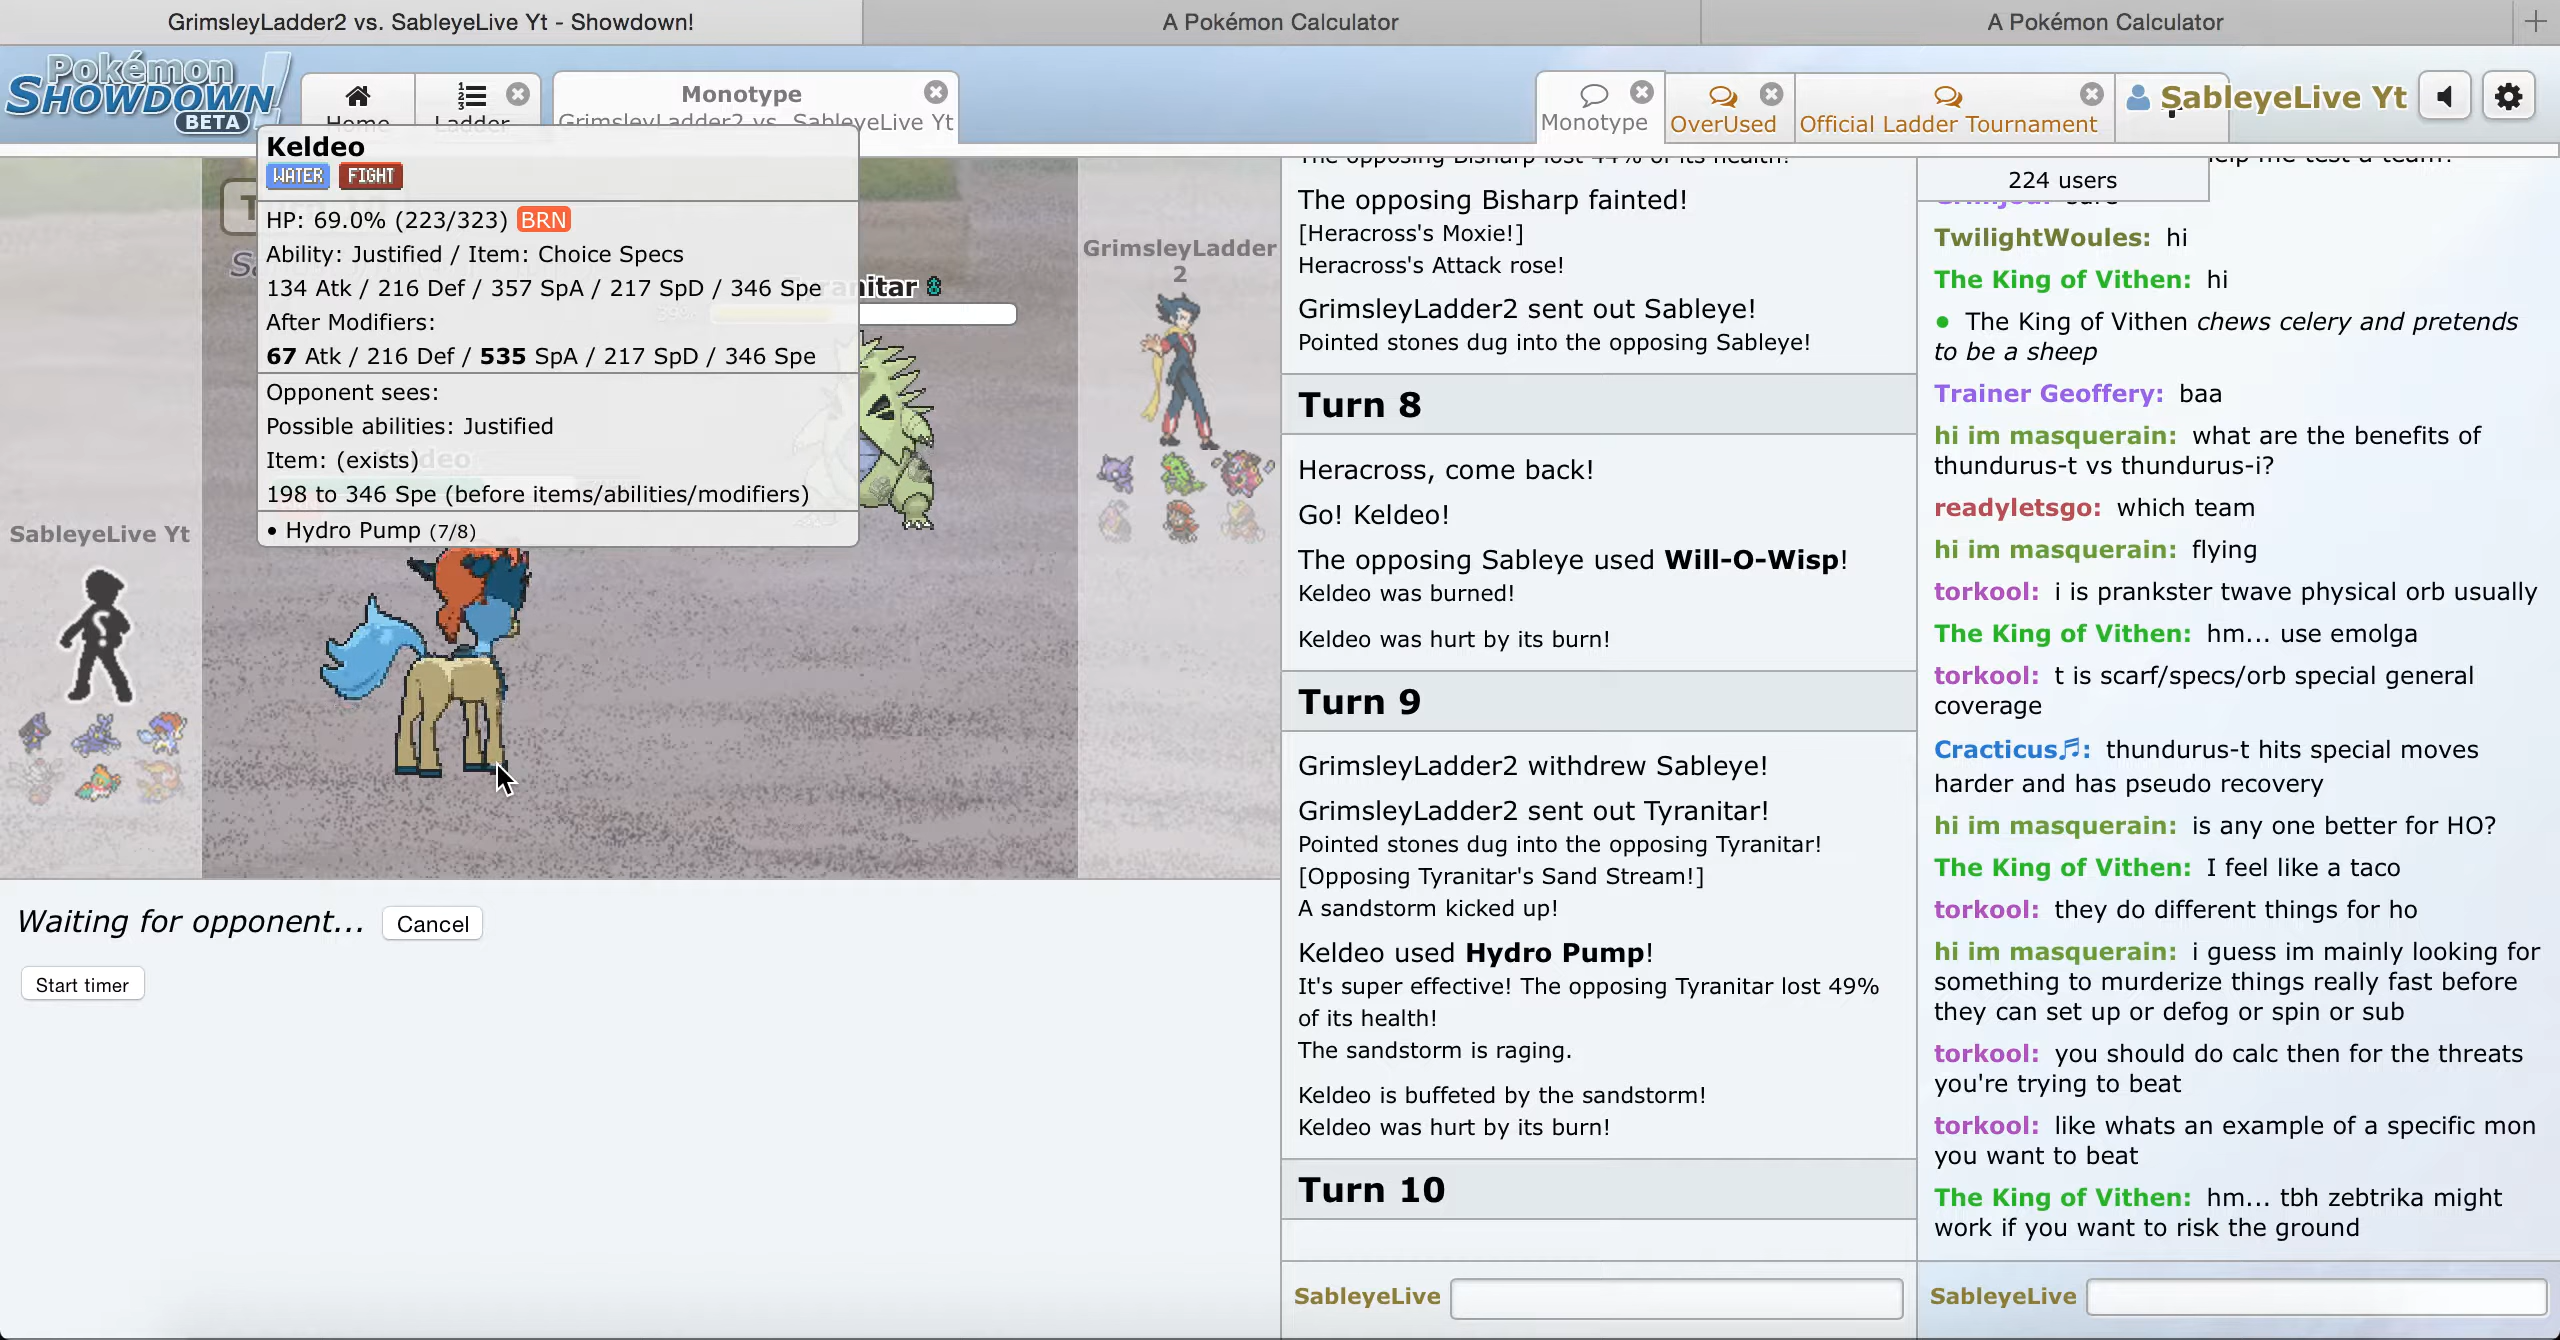 GrimsleyLadder2 vs. SableyeLive Yt - Showdown!
A Pokémon Calculator
A Pokémon Calculator
Pokémon
SHOWDOWN!
BETA
Home
Ladder
Monotype
GrimsleyLadder2 vs. SableyeLive Yt
Monotype
OverUsed
Official Ladder Tournament
SableyeLive Yt
Keldeo
WATER FIGHT
HP: 69.0% (223/323) BRN
Ability: Justified / Item: Choice Specs
134 Atk / 216 Def / 357 SpA / 217 SpD / 346 Spe
After Modifiers:
67 Atk / 216 Def / 535 SpA / 217 SpD / 346 Spe
Opponent sees:
Possible abilities: Justified
Item: (exists)
198 to 346 Spe (before items/abilities/modifiers)
• Hydro Pump (7/8)
SableyeLive Yt
GrimsleyLadder
2
Waiting for opponent... Cancel
Start timer
The opposing Bisharp lost 44% of its health!
The opposing Bisharp fainted!
[Heracross's Moxie!]
Heracross's Attack rose!
GrimsleyLadder2 sent out Sableye!
Pointed stones dug into the opposing Sableye!
Turn 8
Heracross, come back!
Go! Keldeo!
The opposing Sableye used Will-O-Wisp!
Keldeo was burned!
Keldeo was hurt by its burn!
Turn 9
GrimsleyLadder2 withdrew Sableye!
GrimsleyLadder2 sent out Tyranitar!
Pointed stones dug into the opposing Tyranitar!
[Opposing Tyranitar's Sand Stream!]
A sandstorm kicked up!
Keldeo used Hydro Pump!
It's super effective! The opposing Tyranitar lost 49%
of its health!
The sandstorm is raging.
Keldeo is buffeted by the sandstorm!
Keldeo was hurt by its burn!
Turn 10
SableyeLive
help me test a team?
224 users
TwilightWoules: hi
The King of Vithen: hi
• The King of Vithen chews celery and pretends
to be a sheep
Trainer Geoffery: baa
hi im masquerain: what are the benefits of
thundurus-t vs thundurus-i?
readyletsgo: which team
hi im masquerain: flying
torkool: i is prankster twave physical orb usually
The King of Vithen: hm... use emolga
torkool: t is scarf/specs/orb special general
coverage
Cracticus♬: thundurus-t hits special moves
harder and has pseudo recovery
hi im masquerain: is any one better for HO?
The King of Vithen: I feel like a taco
torkool: they do different things for ho
hi im masquerain: i guess im mainly looking for
something to murderize things really fast before
they can set up or defog or spin or sub
torkool: you should do calc then for the threats
you're trying to beat
torkool: like whats an example of a specific mon
you want to beat
The King of Vithen: hm... tbh zebtrika might
work if you want to risk the ground
SableyeLive